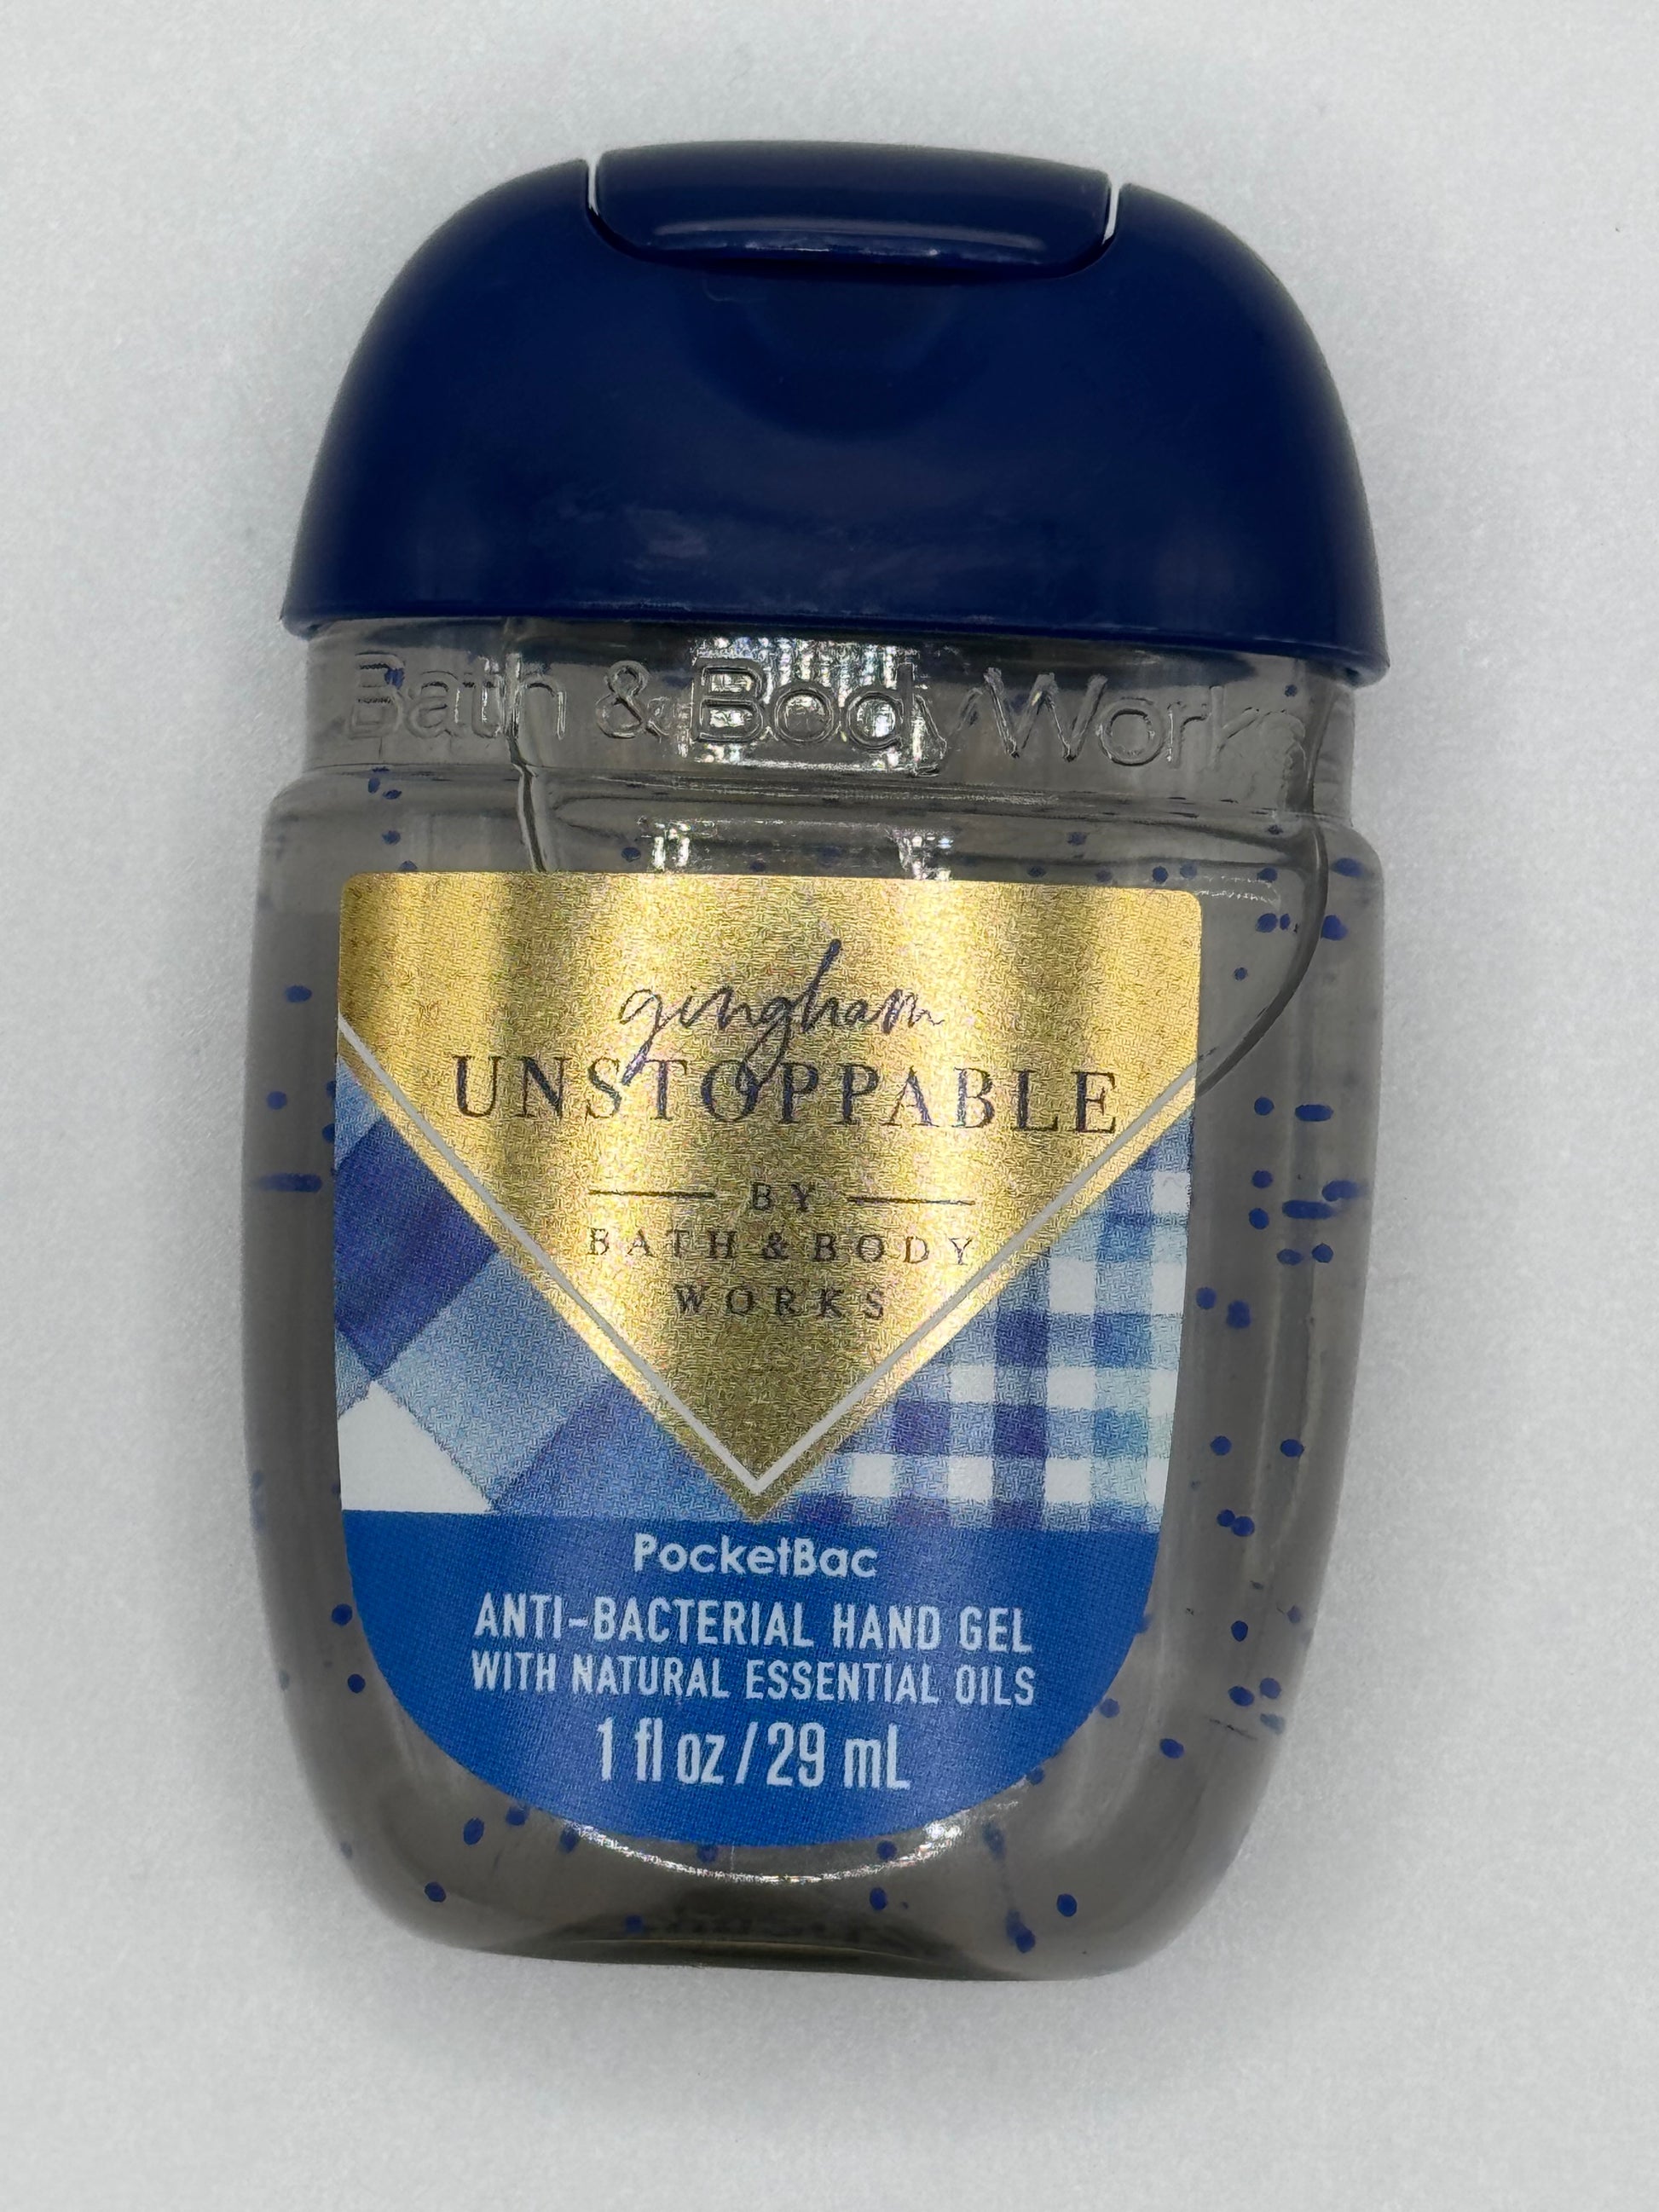 Bath & Body Works
gingham
UNSTOPPABLE
BY
BATH & BODY
WORKS
PocketBac
ANTI-BACTERIAL HAND GEL
WITH NATURAL ESSENTIAL OILS
1 fl oz / 29 mL